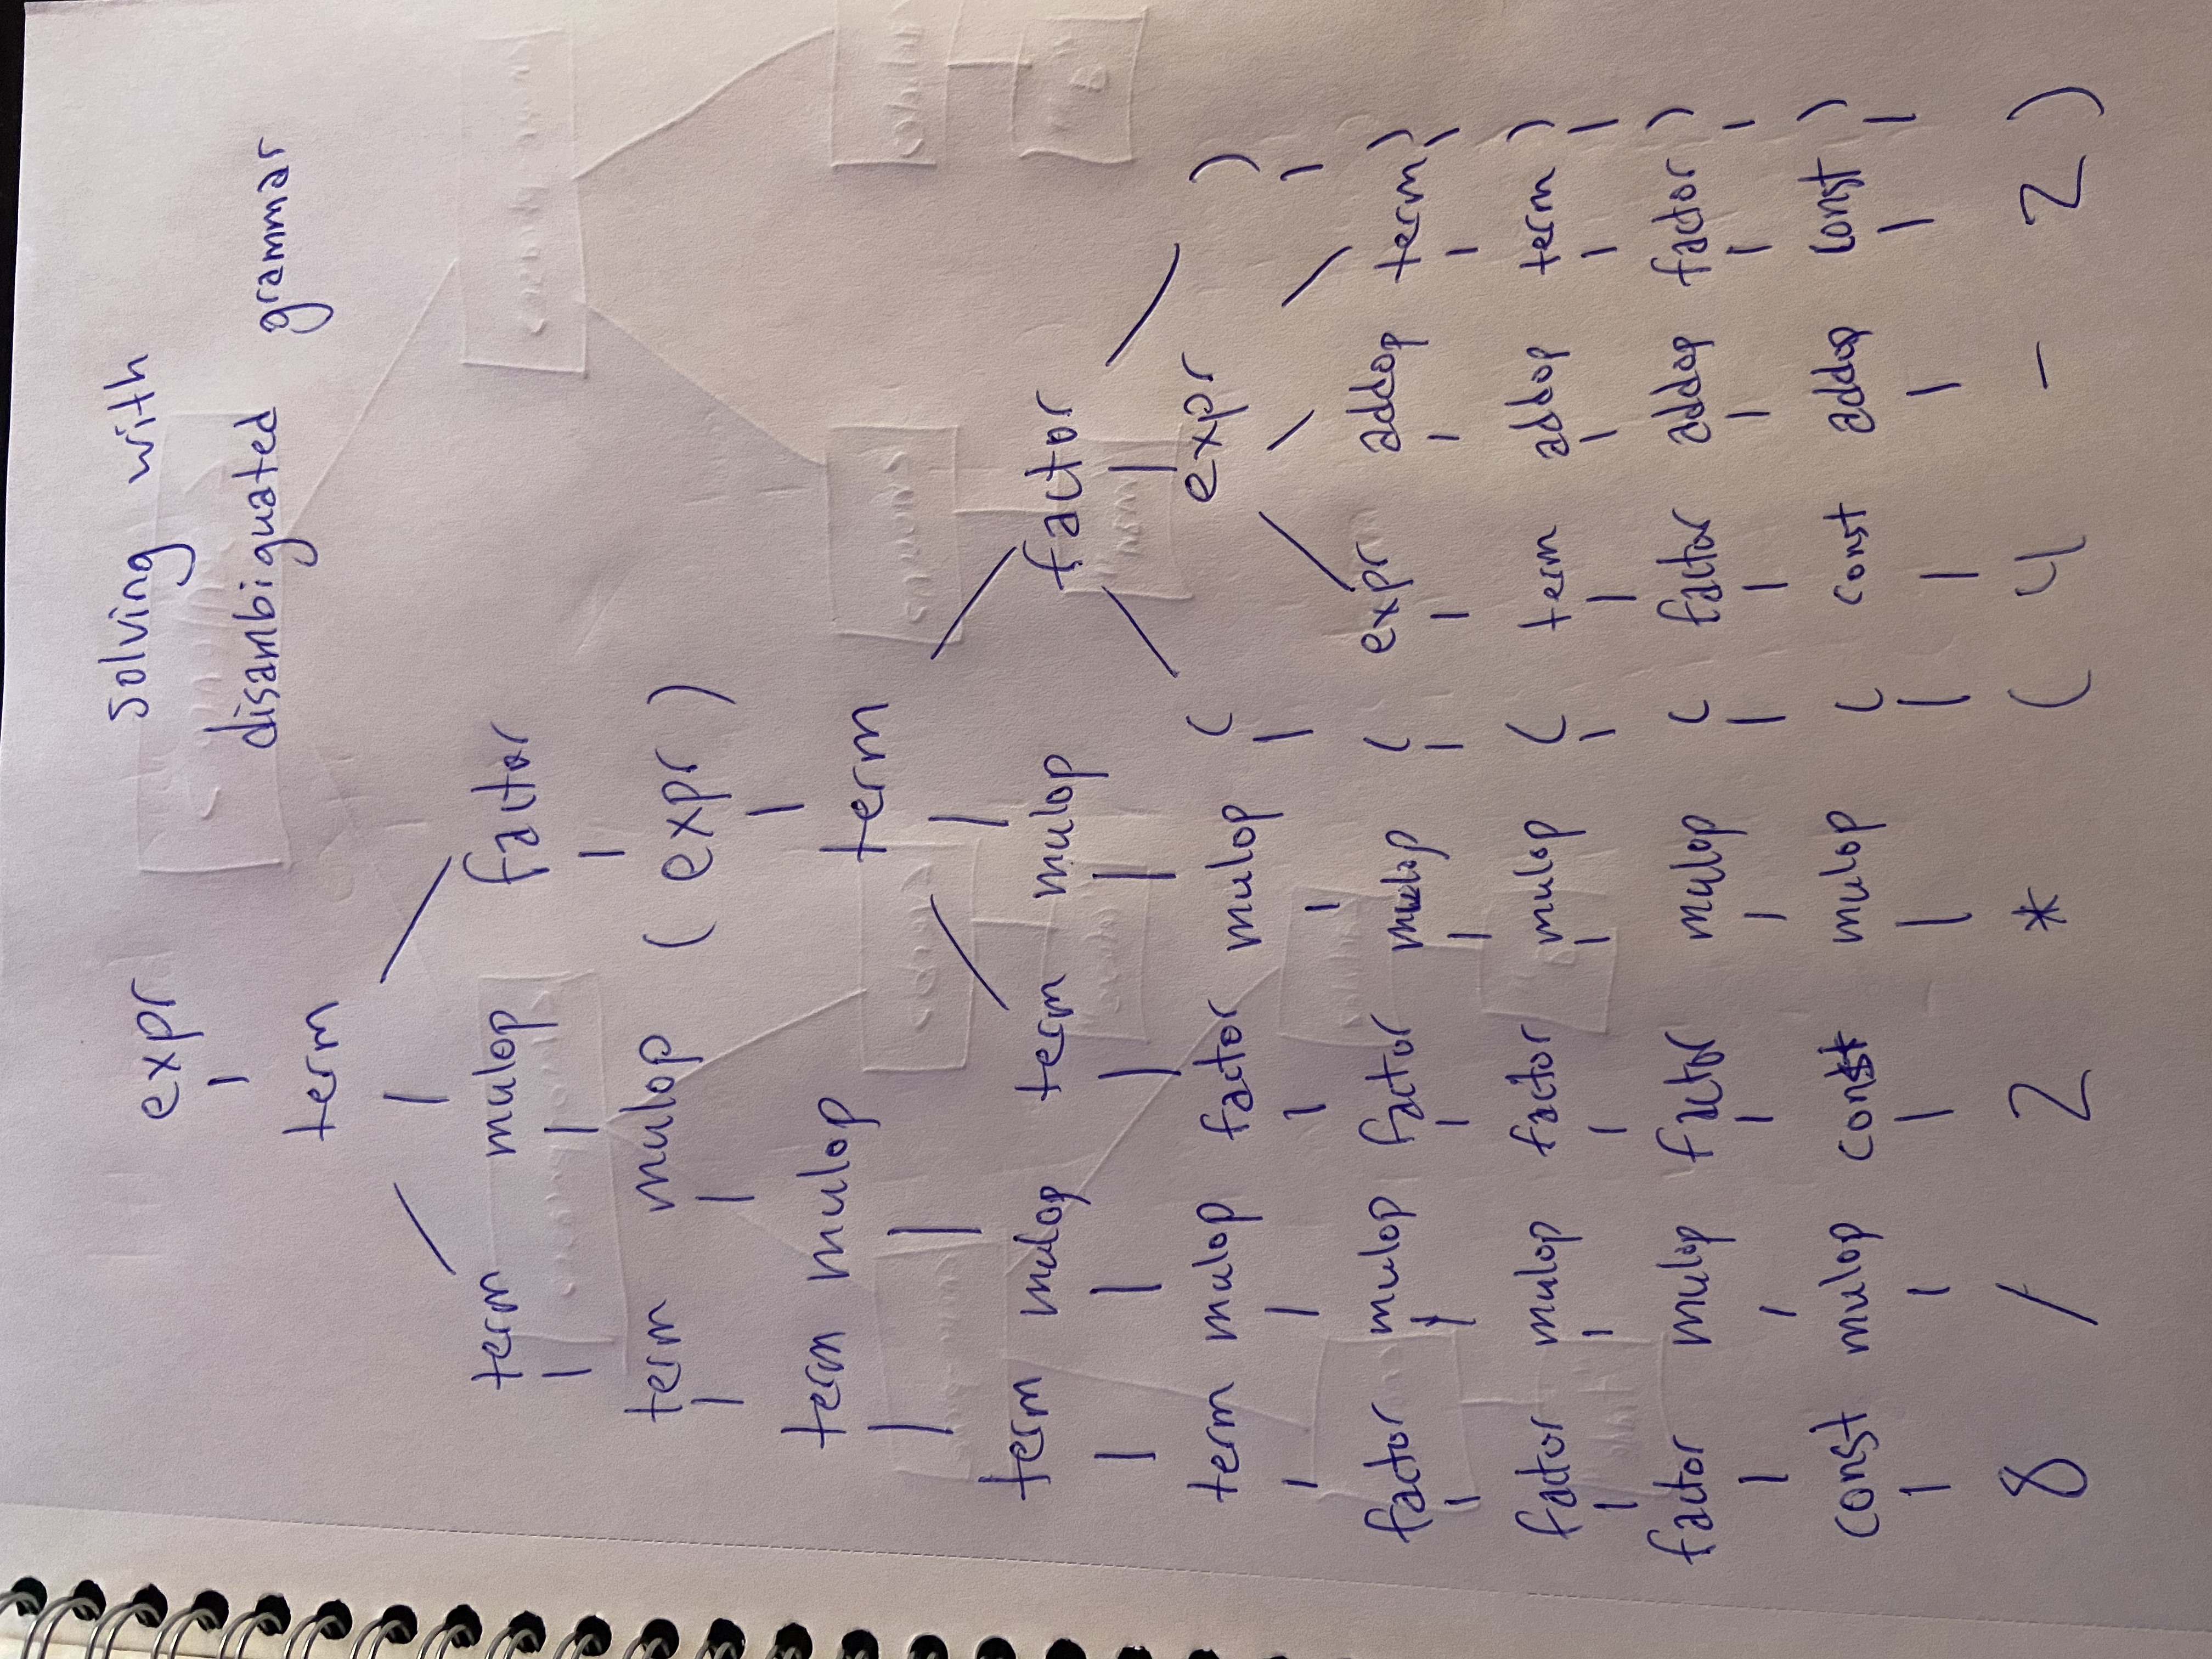 solving with
disambiguated grammar
expr
term
term mulop factor
term mulop ( expr )
term mulop term
term mulop term mulop factor
term mulop factor mulop ( expr )
factor mulop factor mulop ( expr addop term )
factor mulop factor mulop ( term addop term )
factor mulop factor mulop ( factor addop factor )
const mulop const mulop ( const addop const )
8 / 2 * ( 4 - 2 )